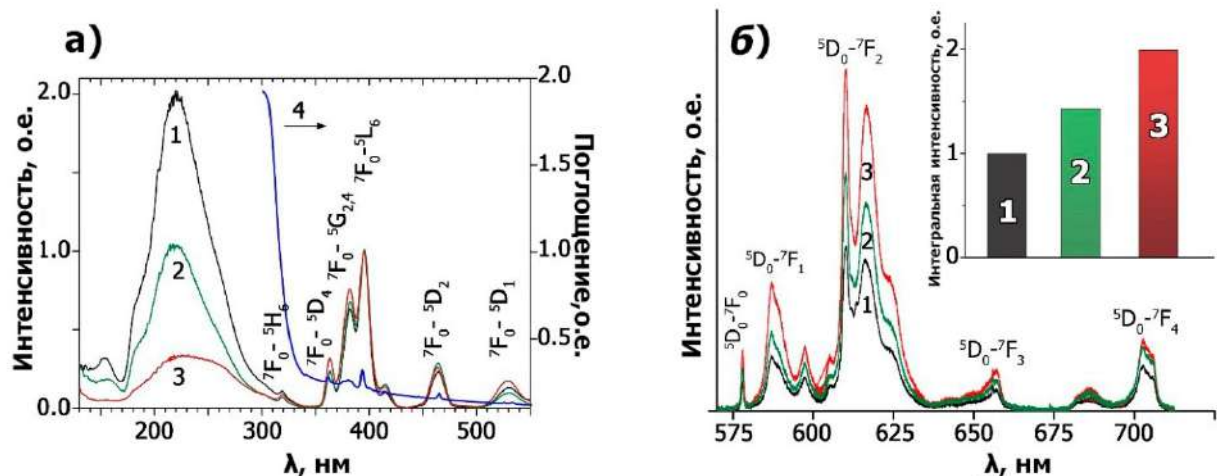 а)
Интенсивность, о.е.
2.0
1.0
0.0
1
2
3
4
⁷F₀-⁵H₆
⁷F₀-⁵D₄
⁷F₀-⁵G₂,₄
⁷F₀-⁵L₆
⁷F₀-⁵D₂
⁷F₀-⁵D₁
2.0
1.5
1.0
0.5
Поглощение,о.е.
200 300 400 500
λ, нм
б)
Интенсивность, о.е.
⁵D₀-⁷F₀
⁵D₀-⁷F₁
⁵D₀-⁷F₂
⁵D₀-⁷F₃
⁵D₀-⁷F₄
3
2
1
Интегральная интенсивность, о.е.
2
1
0
1
2
3
575 600 625 650 675 700
λ, нм